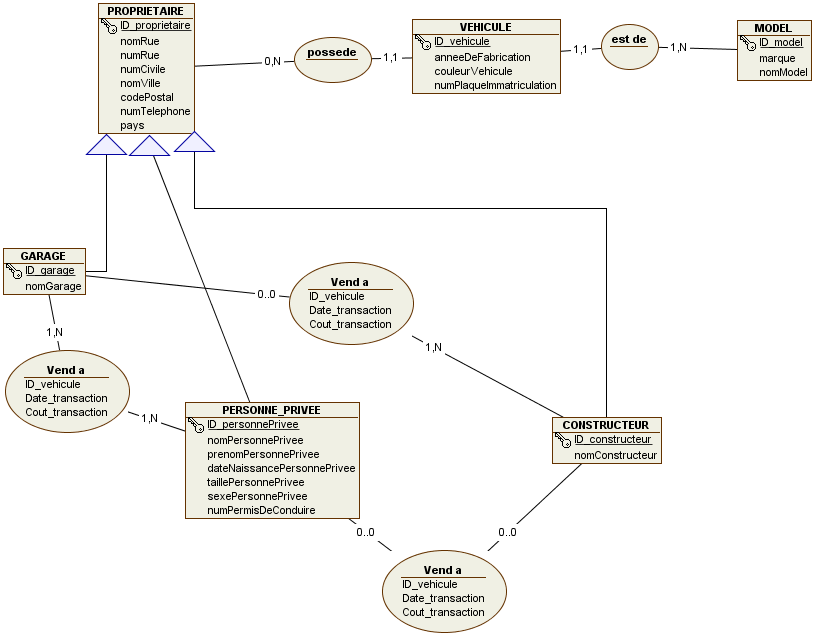 PROPRIETAIRE
ID_proprietaire
nomRue
numRue
numCivile
nomVille
codePostal
numTelephone
pays
0,N
possede
1,1
VEHICULE
ID_vehicule
anneeDeFabrication
couleurVehicule
numPlaqueImmatriculation
1,1
est de
1,N
MODEL
ID_model
marque
nomModel
GARAGE
ID_garage
nomGarage
0..0
Vend a
ID_vehicule
Date_transaction
Cout_transaction
1,N
1,N
Vend a
ID_vehicule
Date_transaction
Cout_transaction
1,N
PERSONNE_PRIVEE
ID_personnePrivee
nomPersonnePrivee
prenomPersonnePrivee
dateNaissancePersonnePrivee
taillePersonnePrivee
sexePersonnePrivee
numPermisDeConduire
CONSTRUCTEUR
ID_constructeur
nomConstructeur
0..0
0..0
Vend a
ID_vehicule
Date_transaction
Cout_transaction